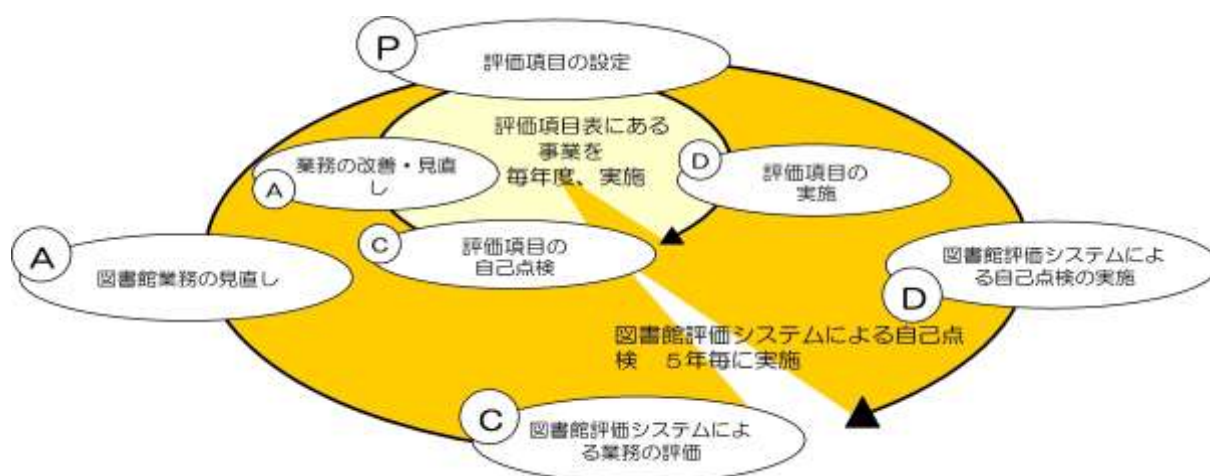 P
評価項目の設定
評価項目表にある
事業を
毎年度、実施
業務の改善・見直
し
A
D
評価項目の
実施
C
評価項目の
自己点検
A
図書館業務の見直し
図書館評価システムによ
る自己点検の実施
D
図書館評価システムによる自己点
検　５年毎に実施
C
図書館評価システムによ
る業務の評価